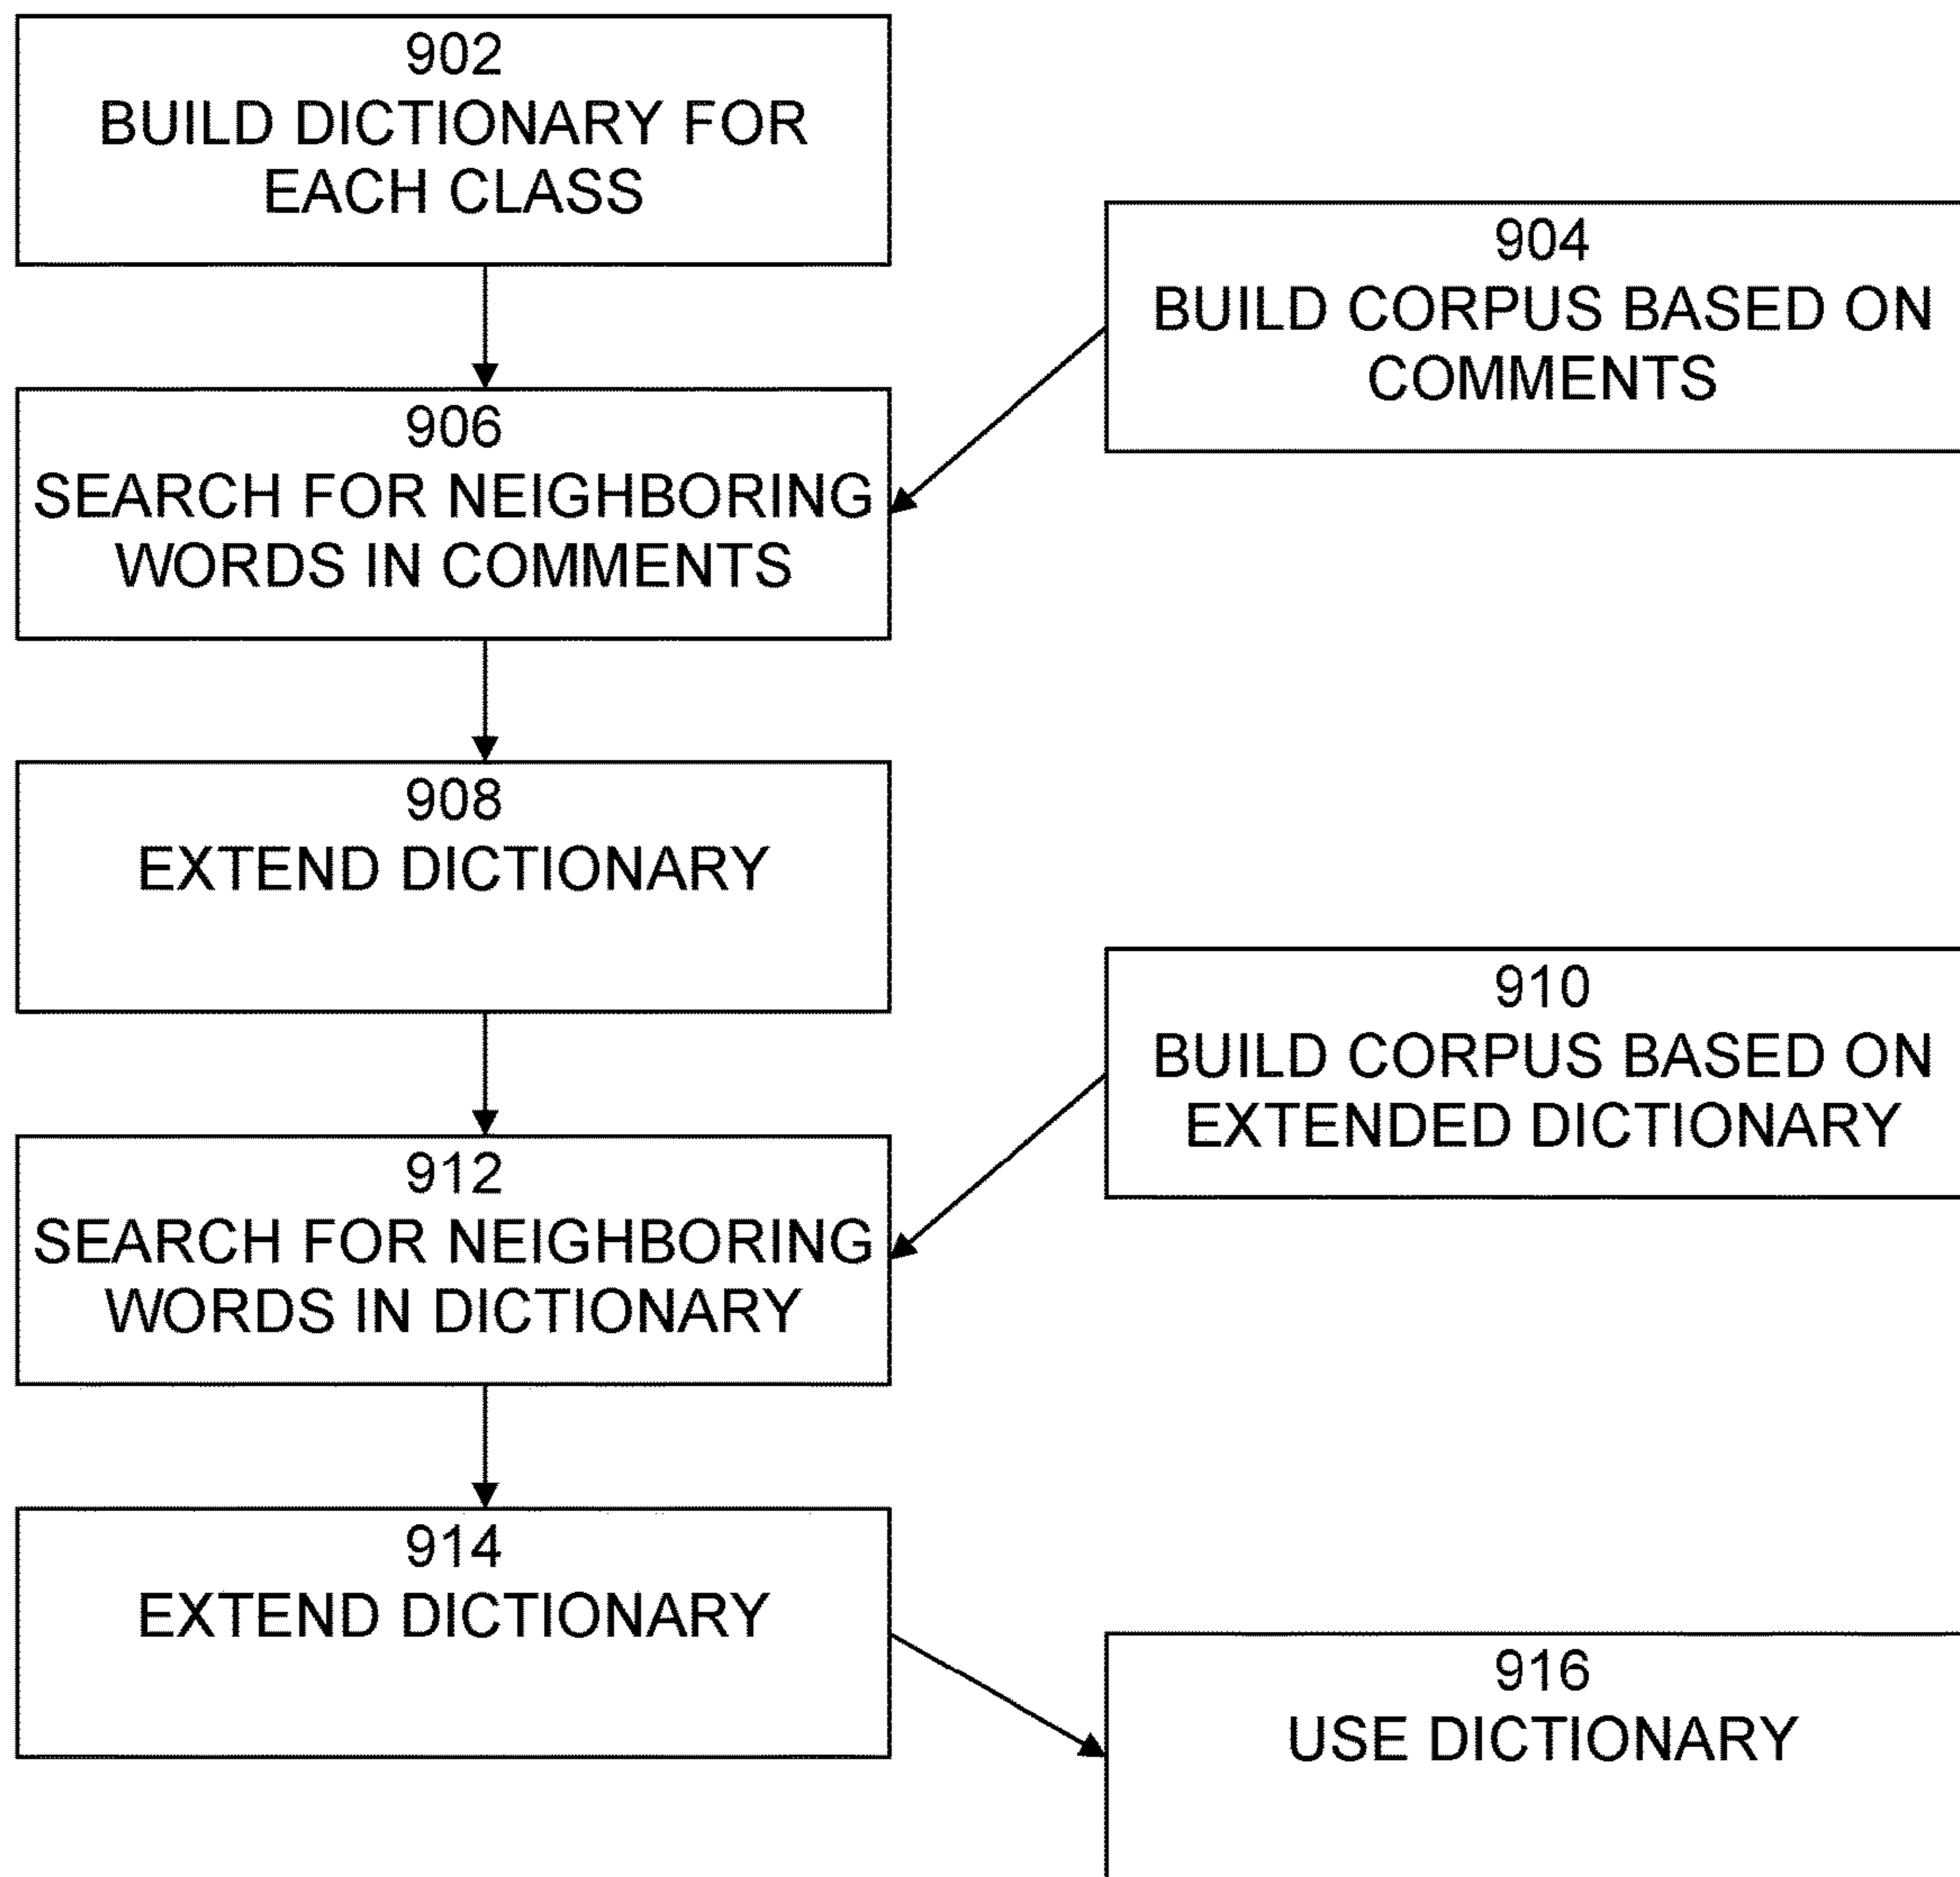 902
BUILD DICTIONARY FOR
EACH CLASS
904
BUILD CORPUS BASED ON
COMMENTS
906
SEARCH FOR NEIGHBORING
WORDS IN COMMENTS
908
EXTEND DICTIONARY
910
BUILD CORPUS BASED ON
EXTENDED DICTIONARY
912
SEARCH FOR NEIGHBORING
WORDS IN DICTIONARY
914
EXTEND DICTIONARY
916
USE DICTIONARY